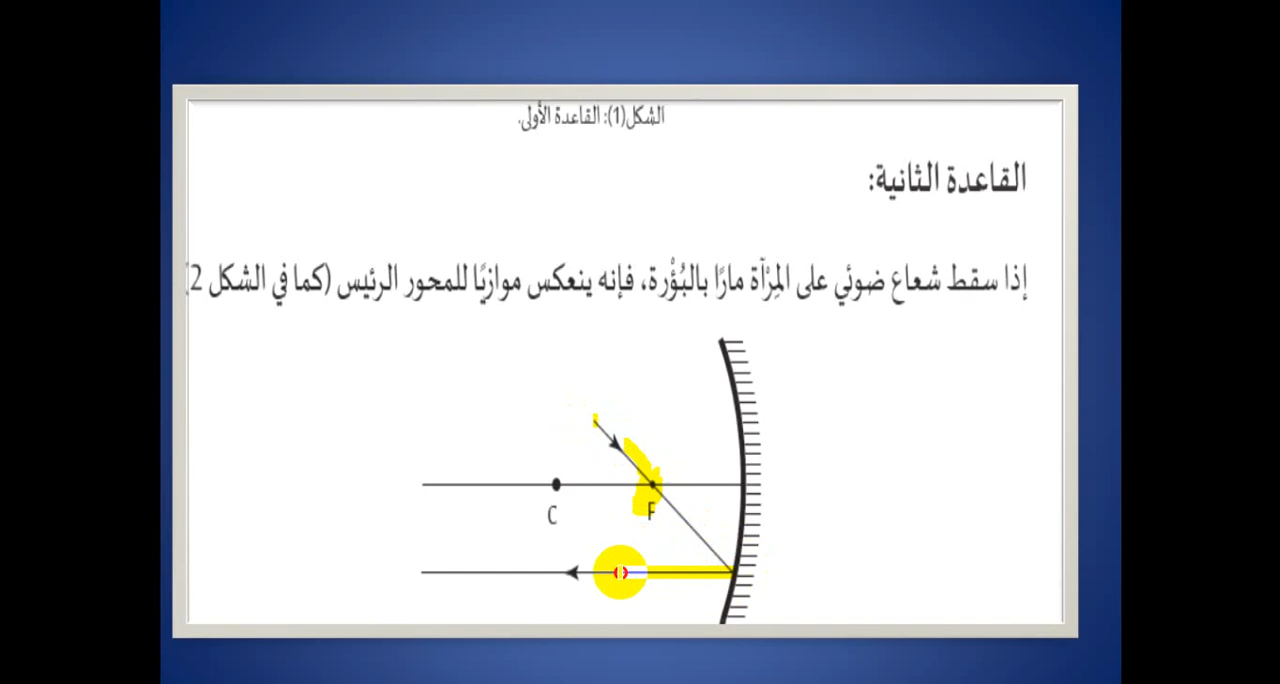 الشكل(1): القاعدة الأولى.
القاعدة الثانية:
إذا سقط شعاع ضوئي على المِرْآة مارًا بالبُؤْرة، فإنه ينعكس موازيًا للمحور الرئيس (كما في الشكل 2)
C
F